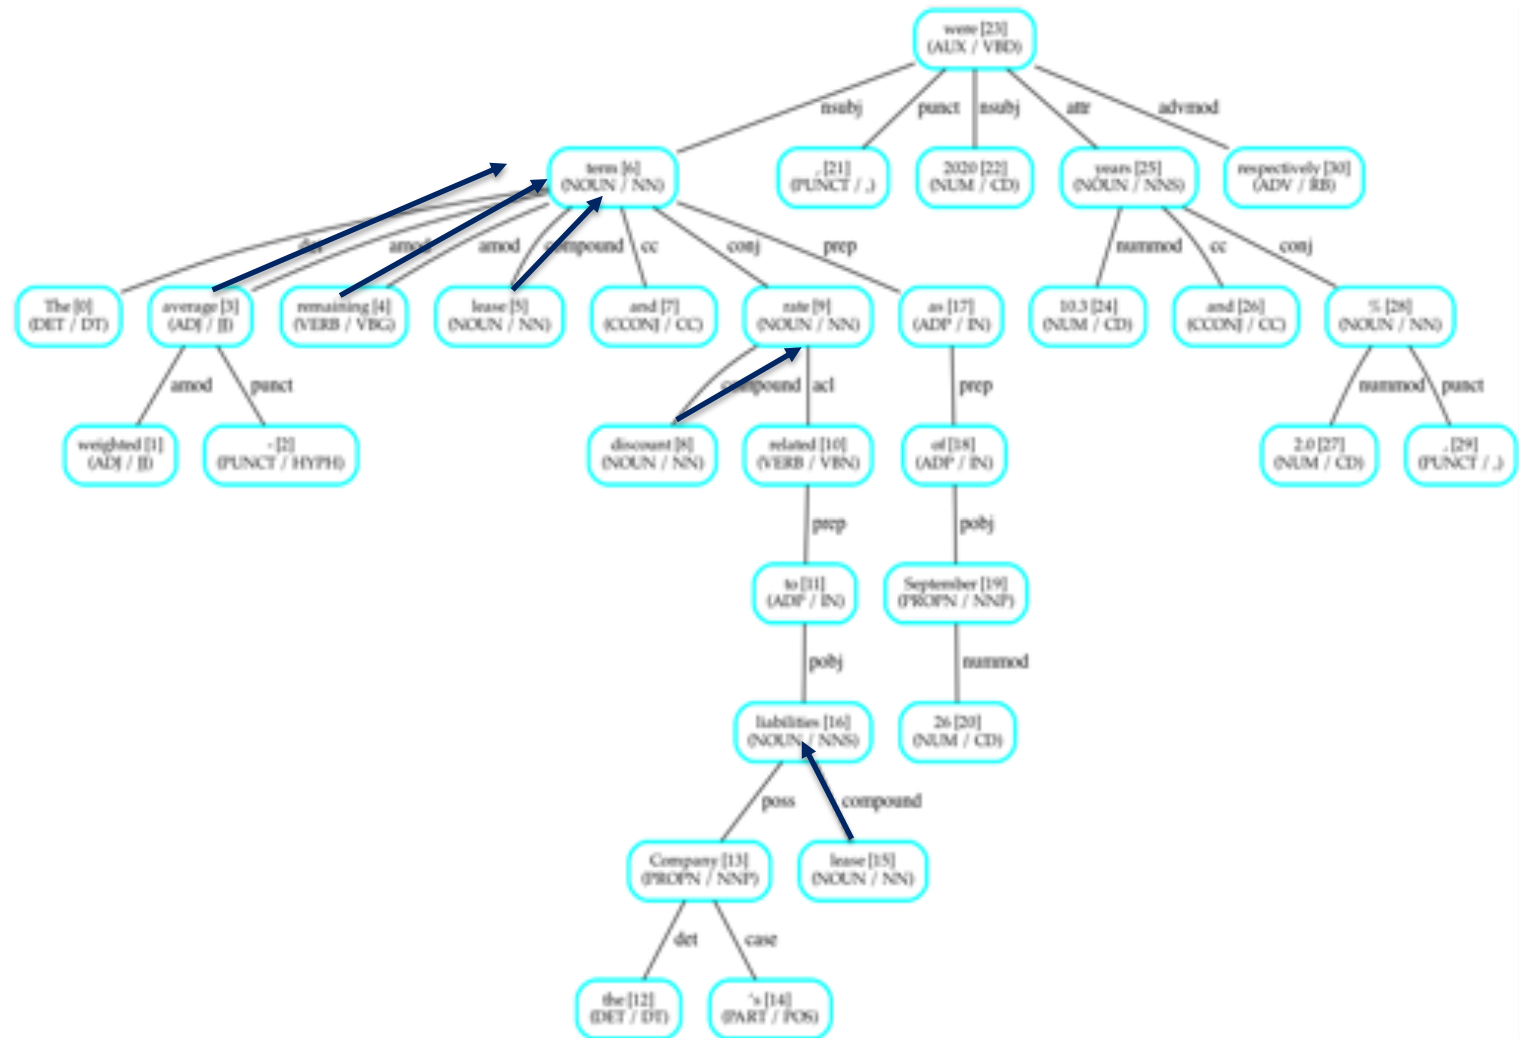 were [23]
(AUX / VBD)
nsubj
punct
nsubj
attr
advmod
term [6]
(NOUN / NN)
, [21]
(PUNCT / ,)
2020 [22]
(NUM / CD)
years [25]
(NOUN / NNS)
respectively [30]
(ADV / RB)
det
amod
amod
compound
cc
conj
prep
nummod
cc
conj
The [0]
(DET / DT)
average [3]
(ADJ / JJ)
remaining [4]
(VERB / VBG)
lease [5]
(NOUN / NN)
and [7]
(CCONJ / CC)
rate [9]
(NOUN / NN)
as [17]
(ADP / IN)
10.3 [24]
(NUM / CD)
and [26]
(CCONJ / CC)
% [28]
(NOUN / NN)
amod
punct
compound
acl
prep
nummod
punct
weighted [1]
(ADJ / JJ)
- [2]
(PUNCT / HYPH)
discount [8]
(NOUN / NN)
related [10]
(VERB / VBN)
of [18]
(ADP / IN)
2.0 [27]
(NUM / CD)
, [29]
(PUNCT / ,)
prep
pobj
to [11]
(ADP / IN)
September [19]
(PROPN / NNP)
pobj
nummod
liabilities [16]
(NOUN / NNS)
26 [20]
(NUM / CD)
poss
compound
Company [13]
(PROPN / NNP)
lease [15]
(NOUN / NN)
det
case
the [12]
(DET / DT)
's [14]
(PART / POS)